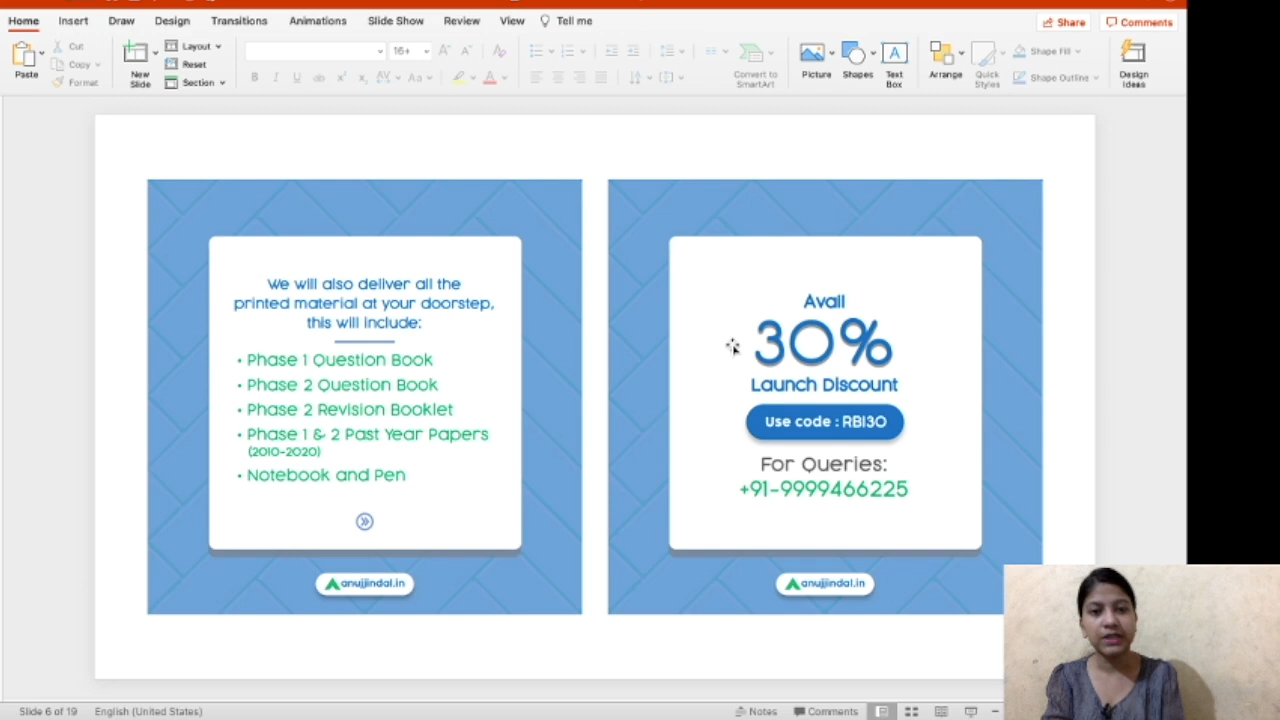 Home Insert Draw Design Transitions Animations Slide Show Review View Tell me
Share Comments
Paste
Cut
Copy
Format
New
Slide
Layout
Reset
Section
16+
Convert to
SmartArt
Picture
Shapes
Text
Box
Arrange
Quick
Styles
Shape Fill
Shape Outline
Design
Ideas
We will also deliver all the
printed material at your doorstep,
this will include:
• Phase 1 Question Book
• Phase 2 Question Book
• Phase 2 Revision Booklet
• Phase 1 & 2 Past Year Papers
(2010-2020)
• Notebook and Pen
anujjindal.in
Avail
30%
Launch Discount
Use code : RBI30
For Queries:
+91-9999466225
anujjindal.in
Slide 6 of 19 English (United States) Notes Comments